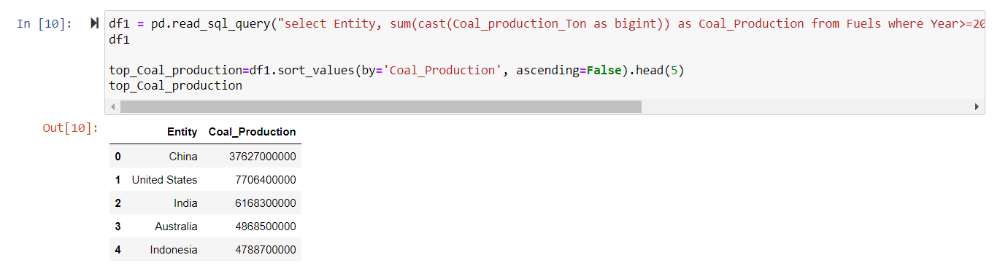 In [10]: df1 = pd.read_sql_query("select Entity, sum(cast(Coal_production_Ton as bigint)) as Coal_Production from Fuels where Year>=20
df1
top_Coal_production=df1.sort_values(by='Coal_Production', ascending=False).head(5)
top_Coal_production
Out[10]:
Entity Coal_Production
0 China 37627000000
1 United States 7706400000
2 India 6168300000
3 Australia 4868500000
4 Indonesia 4788700000